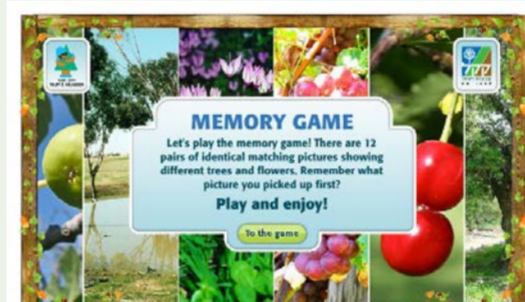 MEMORY GAME
Let's play the memory game! There are 12
pairs of identical matching pictures showing
different trees and flowers. Remember what
picture you picked up first?
Play and enjoy!
To the game